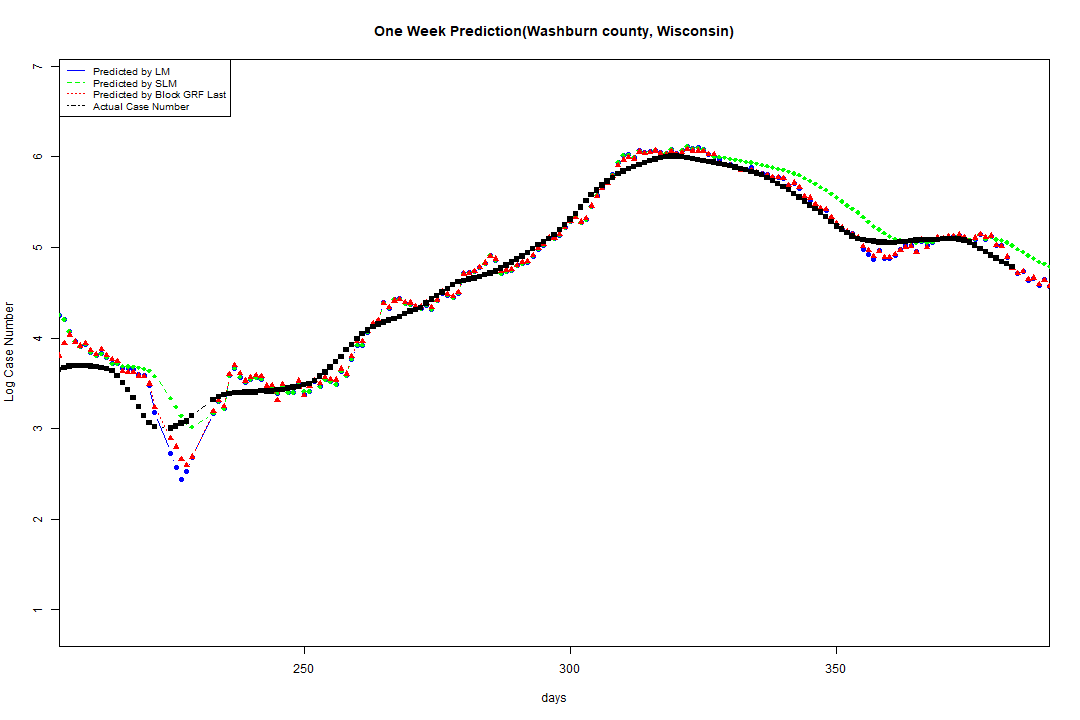 One Week Prediction(Washburn county, Wisconsin)
Predicted by LM
Predicted by SLM
Predicted by Block GRF Last
Actual Case Number
7
6
5
4
3
2
1
Log Case Number
250
300
350
days